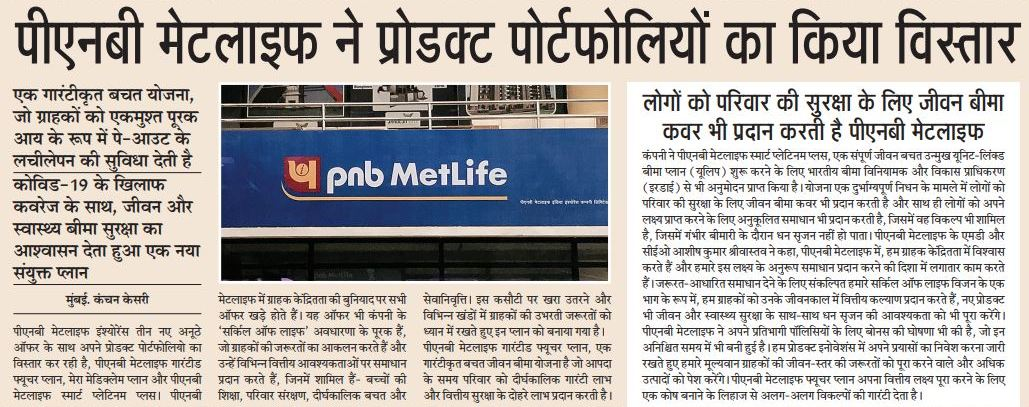 पीएनबी मेटलाइफ ने प्रोडक्ट पोर्टफोलियों का किया विस्तार
एक गारंटीकृत बचत योजना,
जो ग्राहकों को एकमुश्त पूरक
आय के रूप में पे-आउट के
लचीलेपन की सुविधा देती है
कोविड-19 के खिलाफ
कवरेज के साथ, जीवन और
स्वास्थ्य बीमा सुरक्षा का
आश्वासन देता हुआ एक नया
संयुक्त प्लान
मुंबई. कंचन केसरी
पीएनबी मेटलाइफ इंश्योरेंस तीन नए अनूठे
ऑफर के साथ अपने प्रोडक्ट पोर्टफोलियो का
विस्तार कर रही है, पीएनबी मेटलाइफ गारंटीड
फ्यूचर प्लान, मेरा मेडिक्लेम प्लान और पीएनबी
मेटलाइफ स्मार्ट प्लेटिनम प्लस। पीएनबी
pnb MetLife
पीएनबी मेटलाइफ इंडिया इंश्योरेंस कम्पनी लिमिटेड
मेटलाइफ में ग्राहक केंद्रितता की बुनियाद पर सभी
ऑफर खड़े होते हैं। यह ऑफर भी कंपनी के
'सर्किल ऑफ लाइफ' अवधारणा के पूरक हैं,
जो ग्राहकों की जरूरतों का आकलन करते हैं और
उन्हें विभिन्न वित्तीय आवश्यकताओं पर समाधान
प्रदान करते हैं, जिनमें शामिल हैं- बच्चों की
शिक्षा, परिवार संरक्षण, दीर्घकालिक बचत और
सेवानिवृत्ति। इस कसौटी पर खरा उतरने और
विभिन्न खंडों में ग्राहकों की उभरती जरूरतों को
ध्यान में रखते हुए इन प्लान को बनाया गया है।
पीएनबी मेटलाइफ गारंटीड फ्यूचर प्लान, एक
गारंटीकृत बचत जीवन बीमा योजना है जो आपदा
के समय परिवार को दीर्घकालिक गारंटी लाभ
और वित्तीय सुरक्षा के दोहरे लाभ प्रदान करती है।
लोगों को परिवार की सुरक्षा के लिए जीवन बीमा
कवर भी प्रदान करती है पीएनबी मेटलाइफ
कंपनी ने पीएनबी मेटलाइफ स्मार्ट प्लेटिनम प्लस, एक संपूर्ण जीवन बचत उन्मुख यूनिट-लिंक्ड
बीमा प्लान (यूलिप) शुरू करने के लिए भारतीय बीमा विनियामक और विकास प्राधिकरण
(इरडाई) से भी अनुमोदन प्राप्त किया है। योजना एक दुर्भाग्यपूर्ण निधन के मामले में लोगों को
परिवार की सुरक्षा के लिए जीवन बीमा कवर भी प्रदान करती है और साथ ही लोगों को अपने
लक्ष्य प्राप्त करने के लिए अनुकूलित समाधान भी प्रदान करती है, जिसमें वह विकल्प भी शामिल
है, जिसमें गंभीर बीमारी के दौरान धन सृजन नहीं हो पाता। पीएनबी मेटलाइफ के एमडी और
सीईओ आशीष कुमार श्रीवास्तव ने कहा, पीएनबी मेटलाइफ में, हम ग्राहक केंद्रितता में विश्वास
करते हैं और हमारे इस लक्ष्य के अनुरूप समाधान प्रदान करने की दिशा में लगातार काम करते
हैं। जरूरत-आधारित समाधान देने के लिए संकल्पित हमारे सर्किल ऑफ लाइफ विजन के एक
भाग के रूप में, हम ग्राहकों को उनके जीवनकाल में वित्तीय कल्याण प्रदान करते हैं, नए प्रोडक्ट
भी जीवन और स्वास्थ्य सुरक्षा के साथ-साथ धन सृजन की आवश्यकता को भी पूरा करेंगे।
पीएनबी मेटलाइफ ने अपने प्रतिभागी पॉलिसियों के लिए बोनस की घोषणा भी की है, जो इन
अनिश्चित समय में भी बनी हुई है। हम प्रोडक्ट इनोवेशंस में अपने प्रयासों का निवेश करना जारी
रखते हुए हमारे मूल्यवान ग्राहकों की जीवन-स्तर की जरूरतों को पूरा करने वाले और अधिक
उत्पादों को पेश करेंगे। पीएनबी मेटलाइफ फ्यूचर प्लान अपना वित्तीय लक्ष्य पूरा करने के लिए
एक कोष बनाने के लिहाज से अलग-अलग विकल्पों की गारंटी देता है।